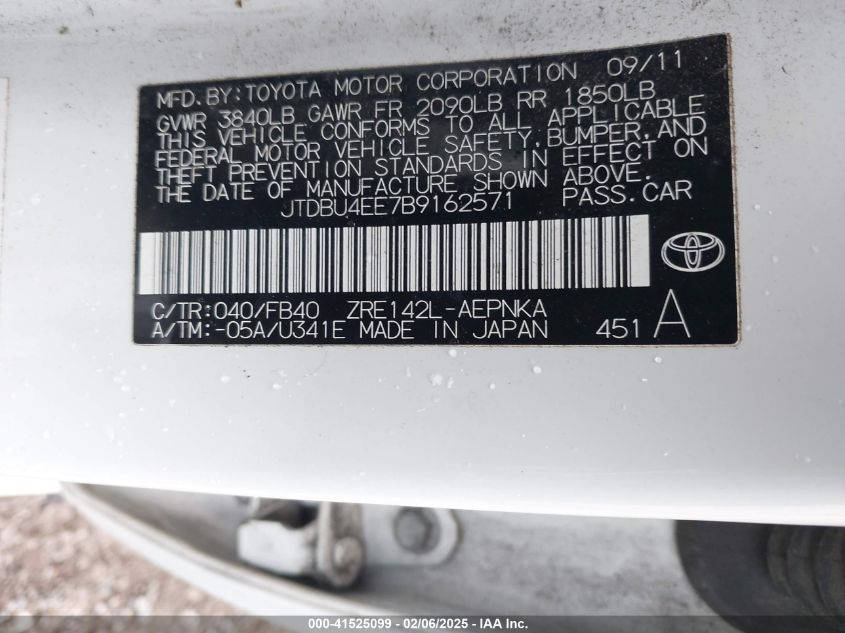 MFD. BY: TOYOTA MOTOR CORPORATION 09/11
GVWR 3840LB GAWR FR 2090LB RR 1850LB
THIS VEHICLE CONFORMS TO ALL APPLICABLE
FEDERAL MOTOR VEHICLE SAFETY, BUMPER, AND
THEFT PREVENTION STANDARDS IN EFFECT ON
THE DATE OF MANUFACTURE SHOWN ABOVE.
JTDBU4EE7B9162571 PASS. CAR
C/TR: 040/FB40 ZRE142L-AEPNKA
A/TM: -05A/U341E MADE IN JAPAN 451 A
000-41525099 - 02/06/2025 - IAA Inc.